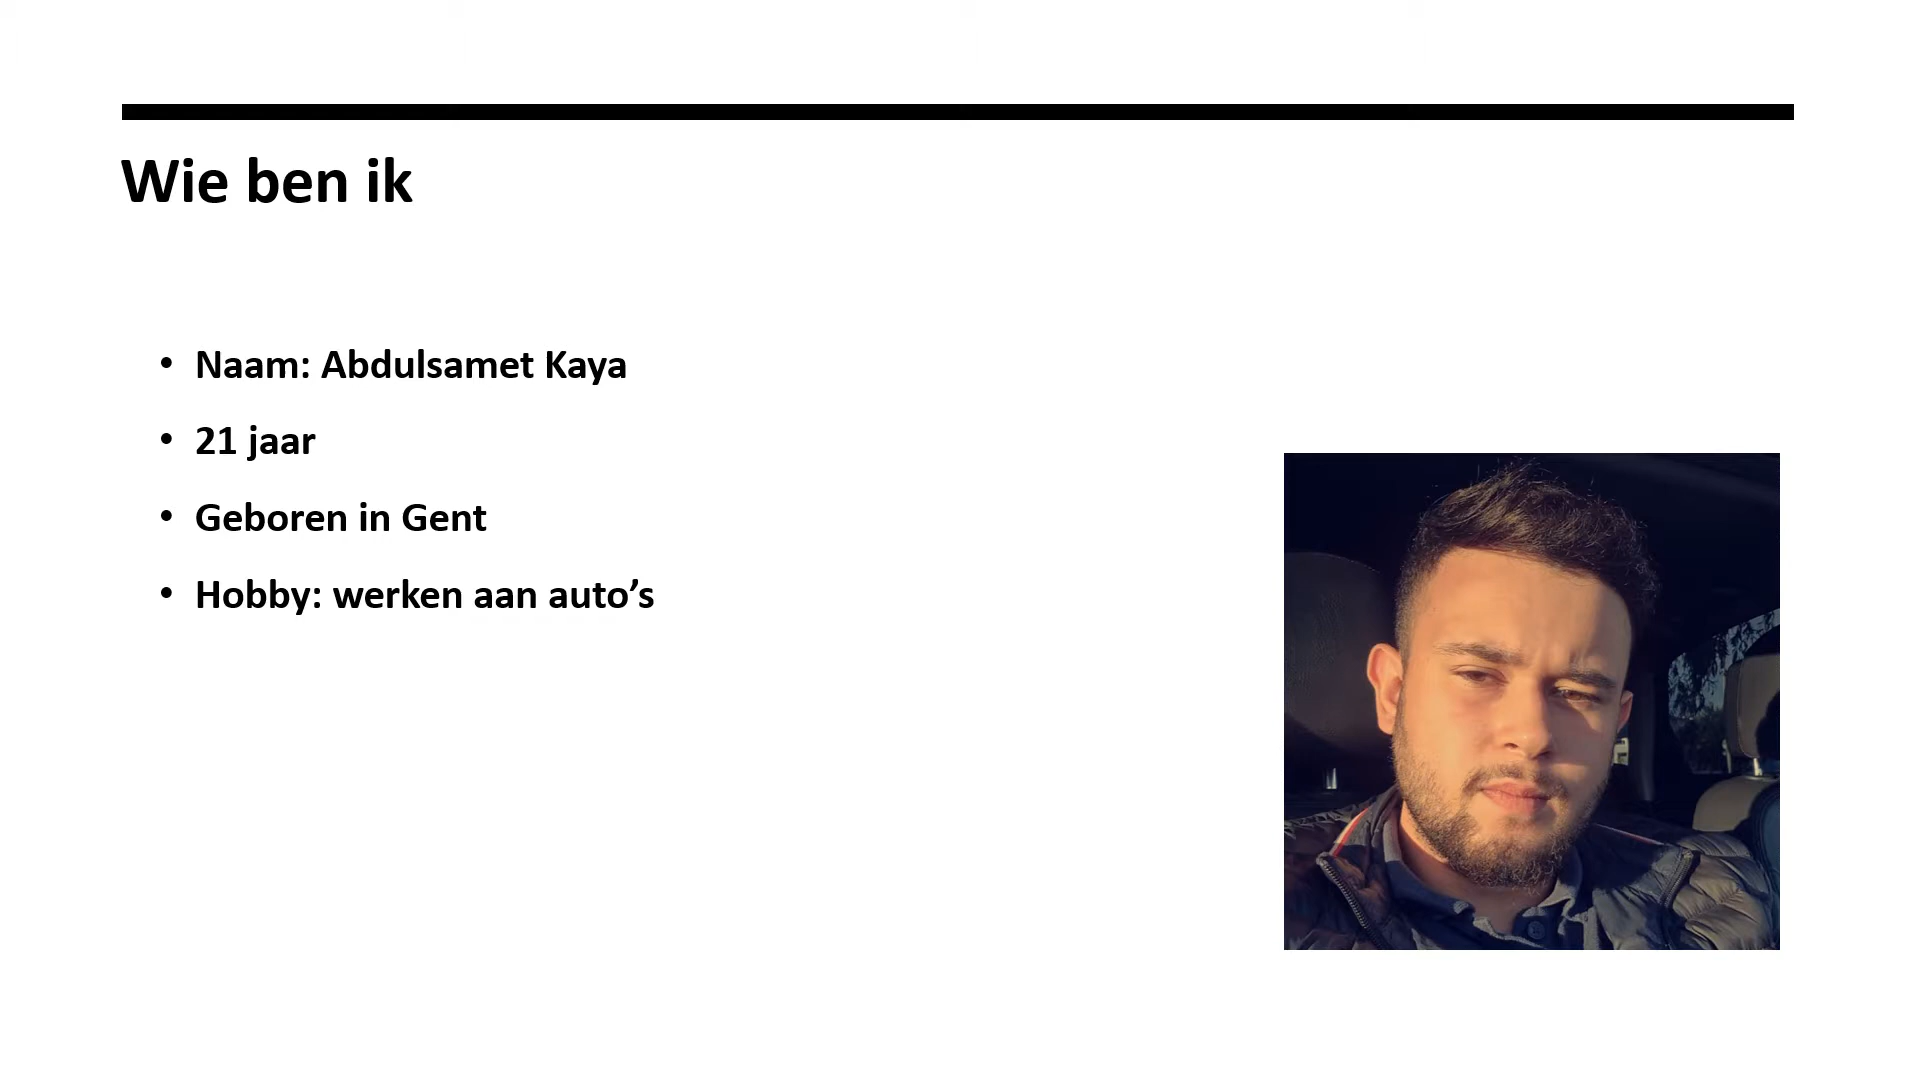 Wie ben ik
• Naam: Abdulsamet Kaya
• 21 jaar
• Geboren in Gent
• Hobby: werken aan auto’s